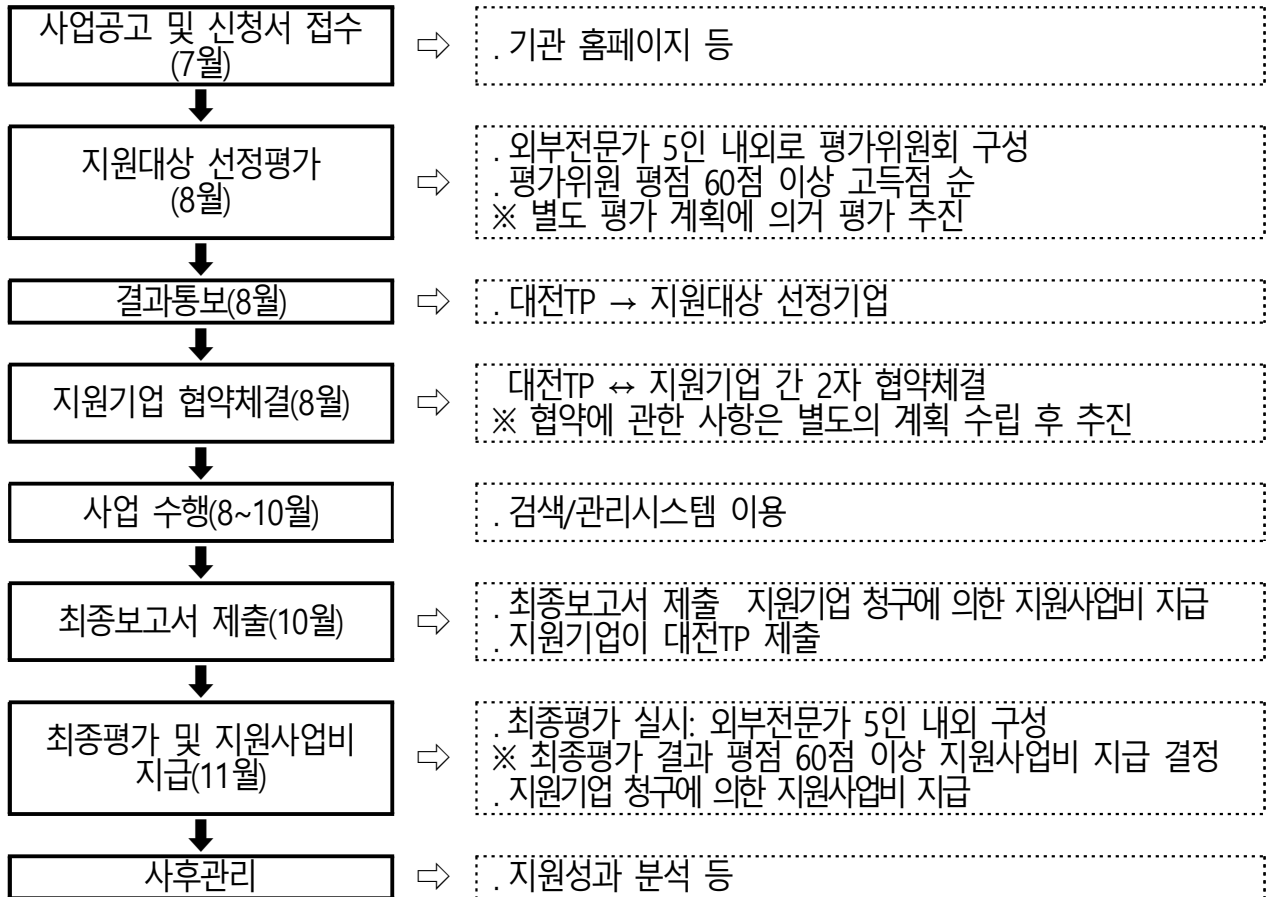 사업공고 및 신청서 접수
(7월)
⇨
. 기관 홈페이지 등
지원대상 선정평가
(8월)
⇨
. 외부전문가 5인 내외로 평가위원회 구성
. 평가위원 평점 60점 이상 고득점 순
※ 별도 평가 계획에 의거 평가 추진
결과통보(8월)
⇨
. 대전TP → 지원대상 선정기업
지원기업 협약체결(8월)
⇨
대전TP ↔ 지원기업 간 2자 협약체결
※ 협약에 관한 사항은 별도의 계획 수립 후 추진
사업 수행(8~10월)
. 검색/관리시스템 이용
최종보고서 제출(10월)
⇨
. 최종보고서 제출 지원기업 청구에 의한 지원사업비 지급
. 지원기업이 대전TP 제출
최종평가 및 지원사업비
지급(11월)
⇨
. 최종평가 실시: 외부전문가 5인 내외 구성
※ 최종평가 결과 평점 60점 이상 지원사업비 지급 결정
. 지원기업 청구에 의한 지원사업비 지급
사후관리
⇨
. 지원성과 분석 등